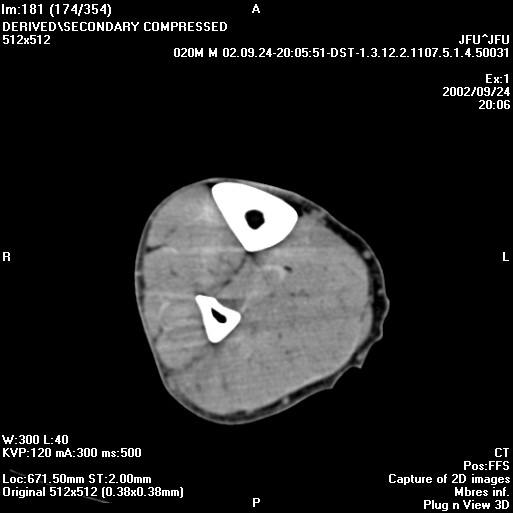 Im:181 (174/354)
A
DERIVED\SECONDARY COMPRESSED
512x512
JFU^JFU
020M M 02.09.24-20:05:51-DST-1.3.12.2.1107.5.1.4.50031
Ex:1
2002/09/24
20:06
R
L
W:300 L:40
KVP:120 mA:300 ms:500
CT
Pos:FFS
Loc:671.50mm ST:2.00mm
Capture of 2D images
Original 512x512 (0.38x0.38mm)
Mbres inf.
P
Plug n View 3D